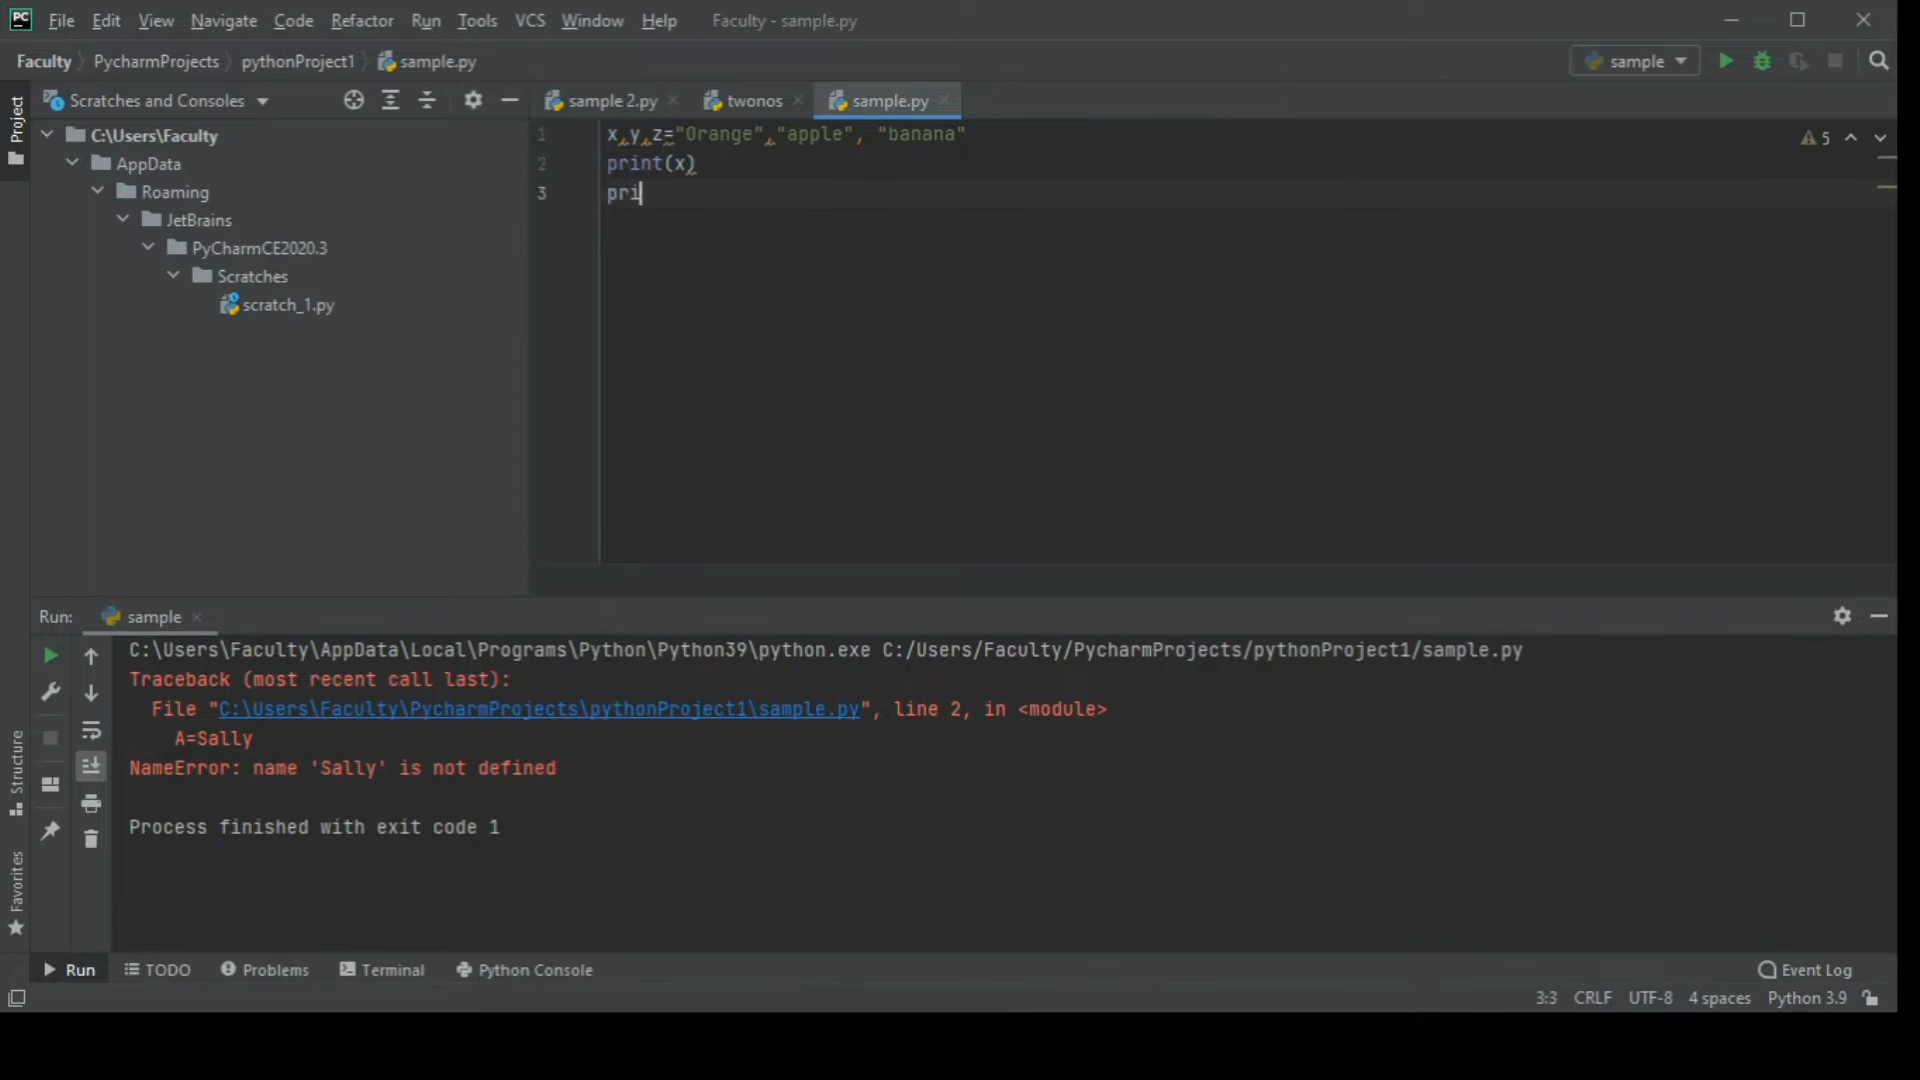 PC File Edit View Navigate Code Refactor Run Tools VCS Window Help Faculty - sample.py
Faculty PycharmProjects pythonProject1 sample.py sample
Project Scratches and Consoles sample 2.py twonos sample.py
C:\Users\Faculty
AppData
Roaming
JetBrains
PyCharmCE2020.3
Scratches
scratch_1.py
1 x,y,z="Orange","apple", "banana" 5
2 print(x)
3 pri
Run: sample
C:\Users\Faculty\AppData\Local\Programs\Python\Python39\python.exe C:/Users/Faculty/PycharmProjects/pythonProject1/sample.py
Traceback (most recent call last):
File "C:\Users\Faculty\PycharmProjects\pythonProject1\sample.py", line 2, in <module>
A=Sally
NameError: name 'Sally' is not defined
Process finished with exit code 1
Structure
Favorites
Run TODO Problems Terminal Python Console Event Log
3:3 CRLF UTF-8 4 spaces Python 3.9